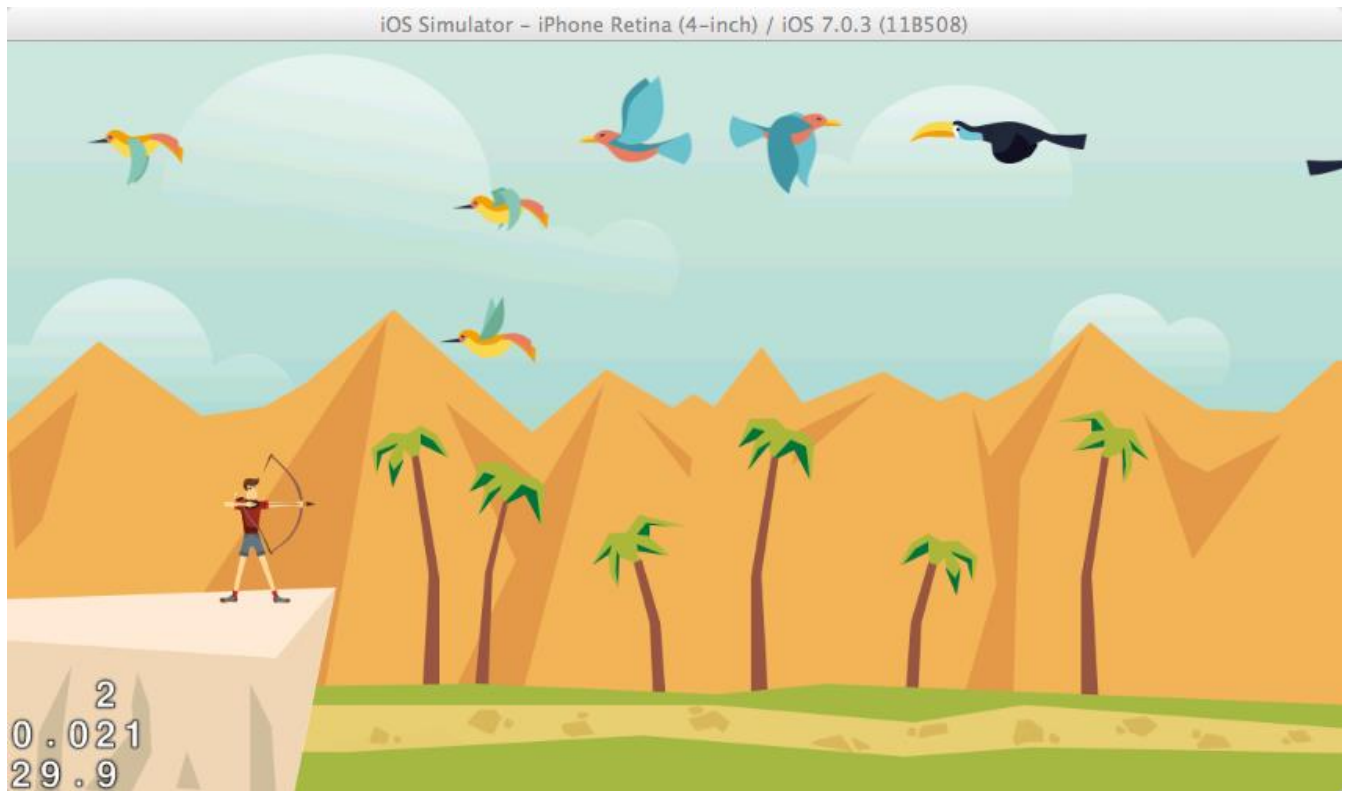 iOS Simulator – iPhone Retina (4-inch) / iOS 7.0.3 (11B508)
2
0.021
29.9